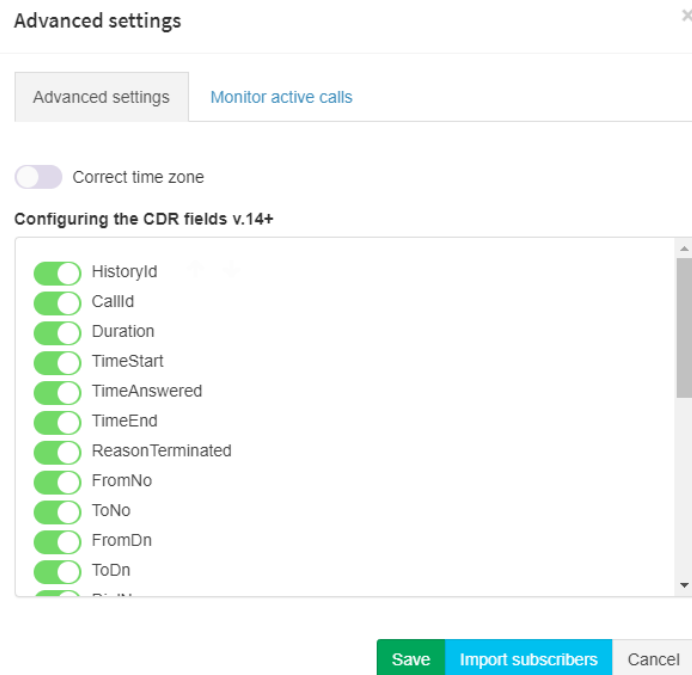 Advanced settings
×
Advanced settings
Monitor active calls
Correct time zone
Configuring the CDR fields v.14+
HistoryId
CallId
Duration
TimeStart
TimeAnswered
TimeEnd
ReasonTerminated
FromNo
ToNo
FromDn
ToDn
Save
Import subscribers
Cancel